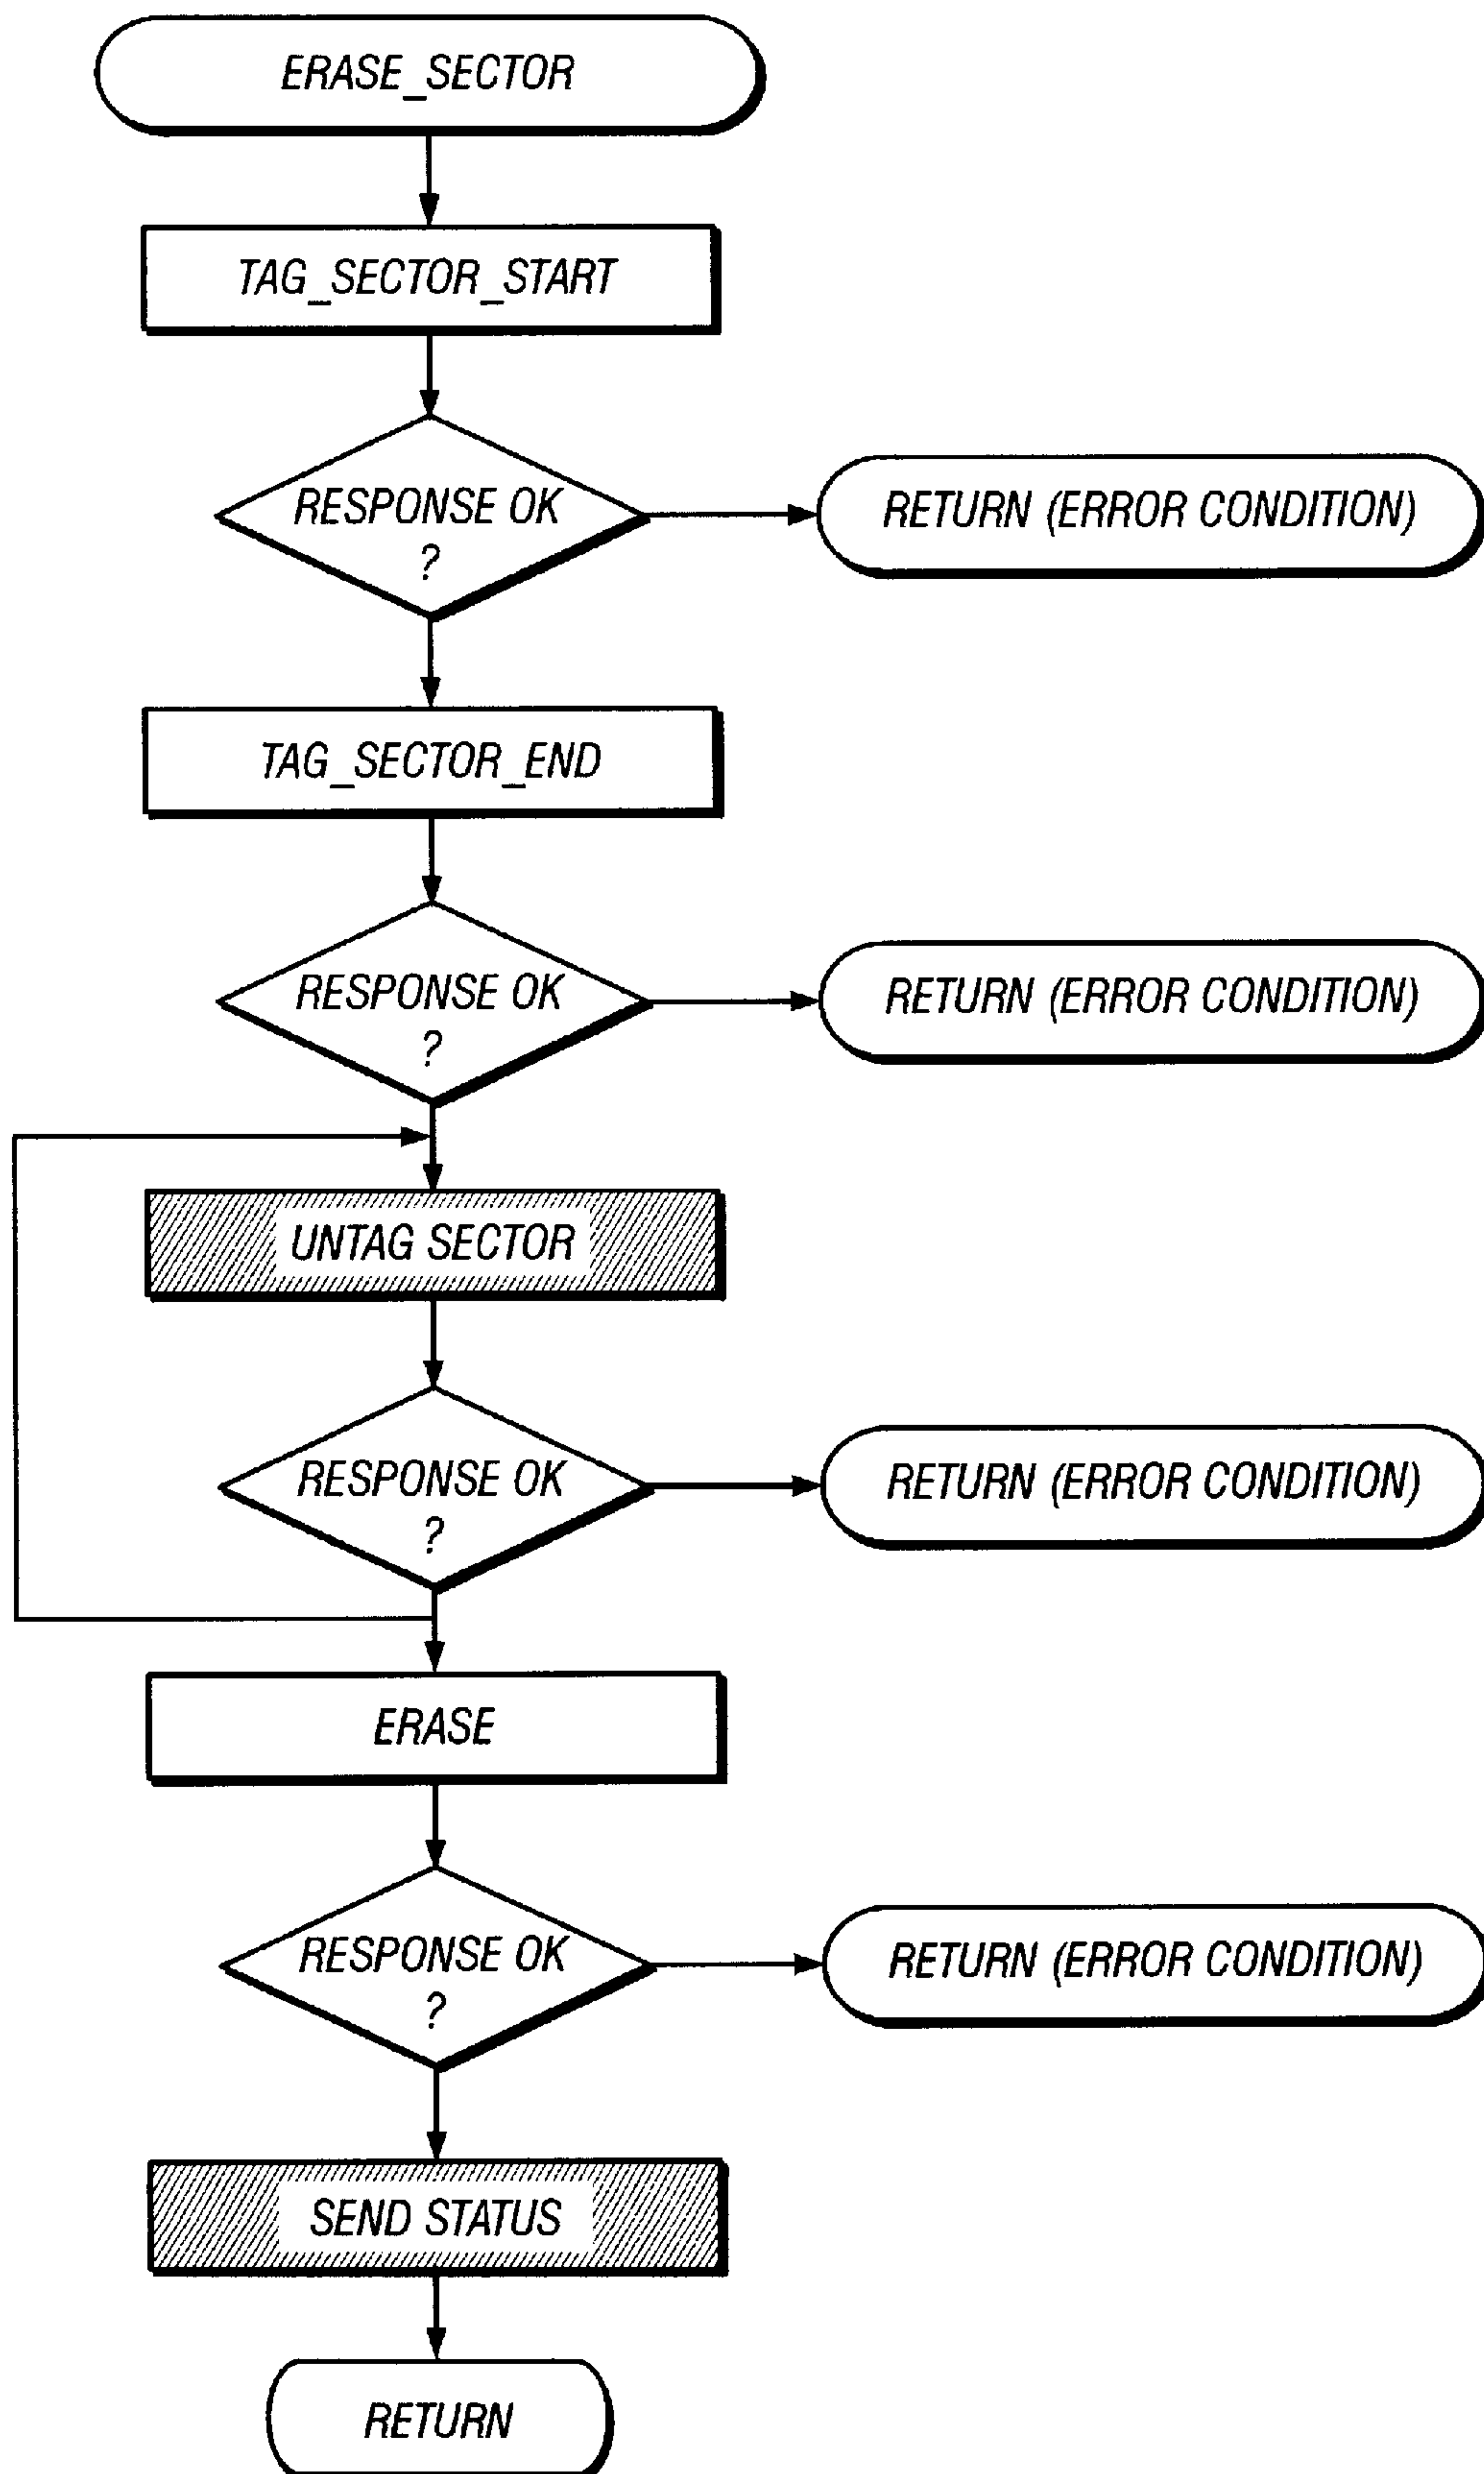 ERASE_SECTOR
TAG_SECTOR_START
RESPONSE OK
?
RETURN (ERROR CONDITION)
TAG_SECTOR_END
RESPONSE OK
?
RETURN (ERROR CONDITION)
UNTAG SECTOR
RESPONSE OK
?
RETURN (ERROR CONDITION)
ERASE
RESPONSE OK
?
RETURN (ERROR CONDITION)
SEND STATUS
RETURN